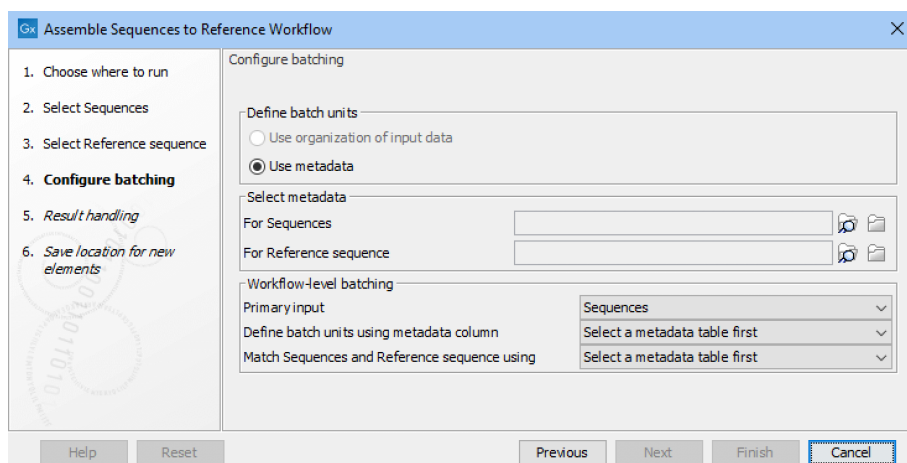 Gx Assemble Sequences to Reference Workflow
1. Choose where to run
2. Select Sequences
3. Select Reference sequence
4. Configure batching
5. Result handling
6. Save location for new
elements
Configure batching
Define batch units
Use organization of input data
Use metadata
Select metadata
For Sequences
For Reference sequence
Workflow-level batching
Primary input Sequences
Define batch units using metadata column Select a metadata table first
Match Sequences and Reference sequence using Select a metadata table first
Help Reset Previous Next Finish Cancel